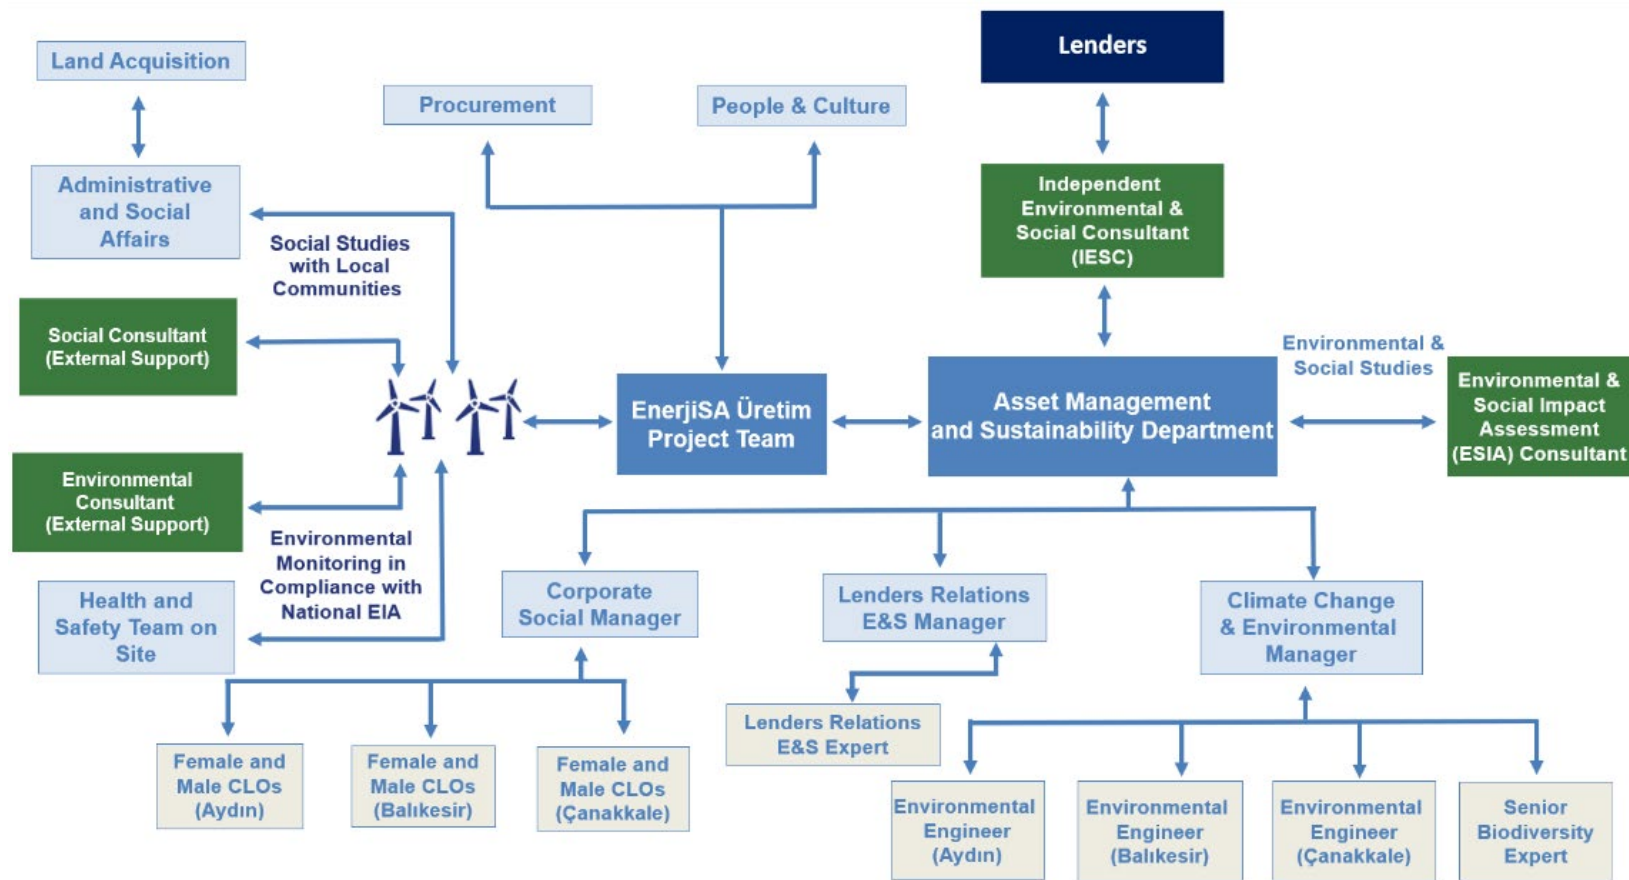 Lenders
Land Acquisition
Procurement
People & Culture
Administrative
and Social
Affairs
Independent
Environmental &
Social Consultant
(IESC)
Social Studies
with Local
Communities
Social Consultant
(External Support)
EnerjiSA Üretim
Project Team
Asset Management
and Sustainability Department
Environmental &
Social Studies
Environmental &
Social Impact
Assessment
(ESIA) Consultant
Environmental
Consultant
(External Support)
Environmental
Monitoring in
Compliance with
National EIA
Health and
Safety Team on
Site
Corporate
Social Manager
Lenders Relations
E&S Manager
Climate Change
& Environmental
Manager
Female and
Male CLOs
(Aydın)
Female and
Male CLOs
(Balıkesir)
Female and
Male CLOs
(Çanakkale)
Lenders Relations
E&S Expert
Environmental
Engineer
(Aydın)
Environmental
Engineer
(Balıkesir)
Environmental
Engineer
(Çanakkale)
Senior
Biodiversity
Expert